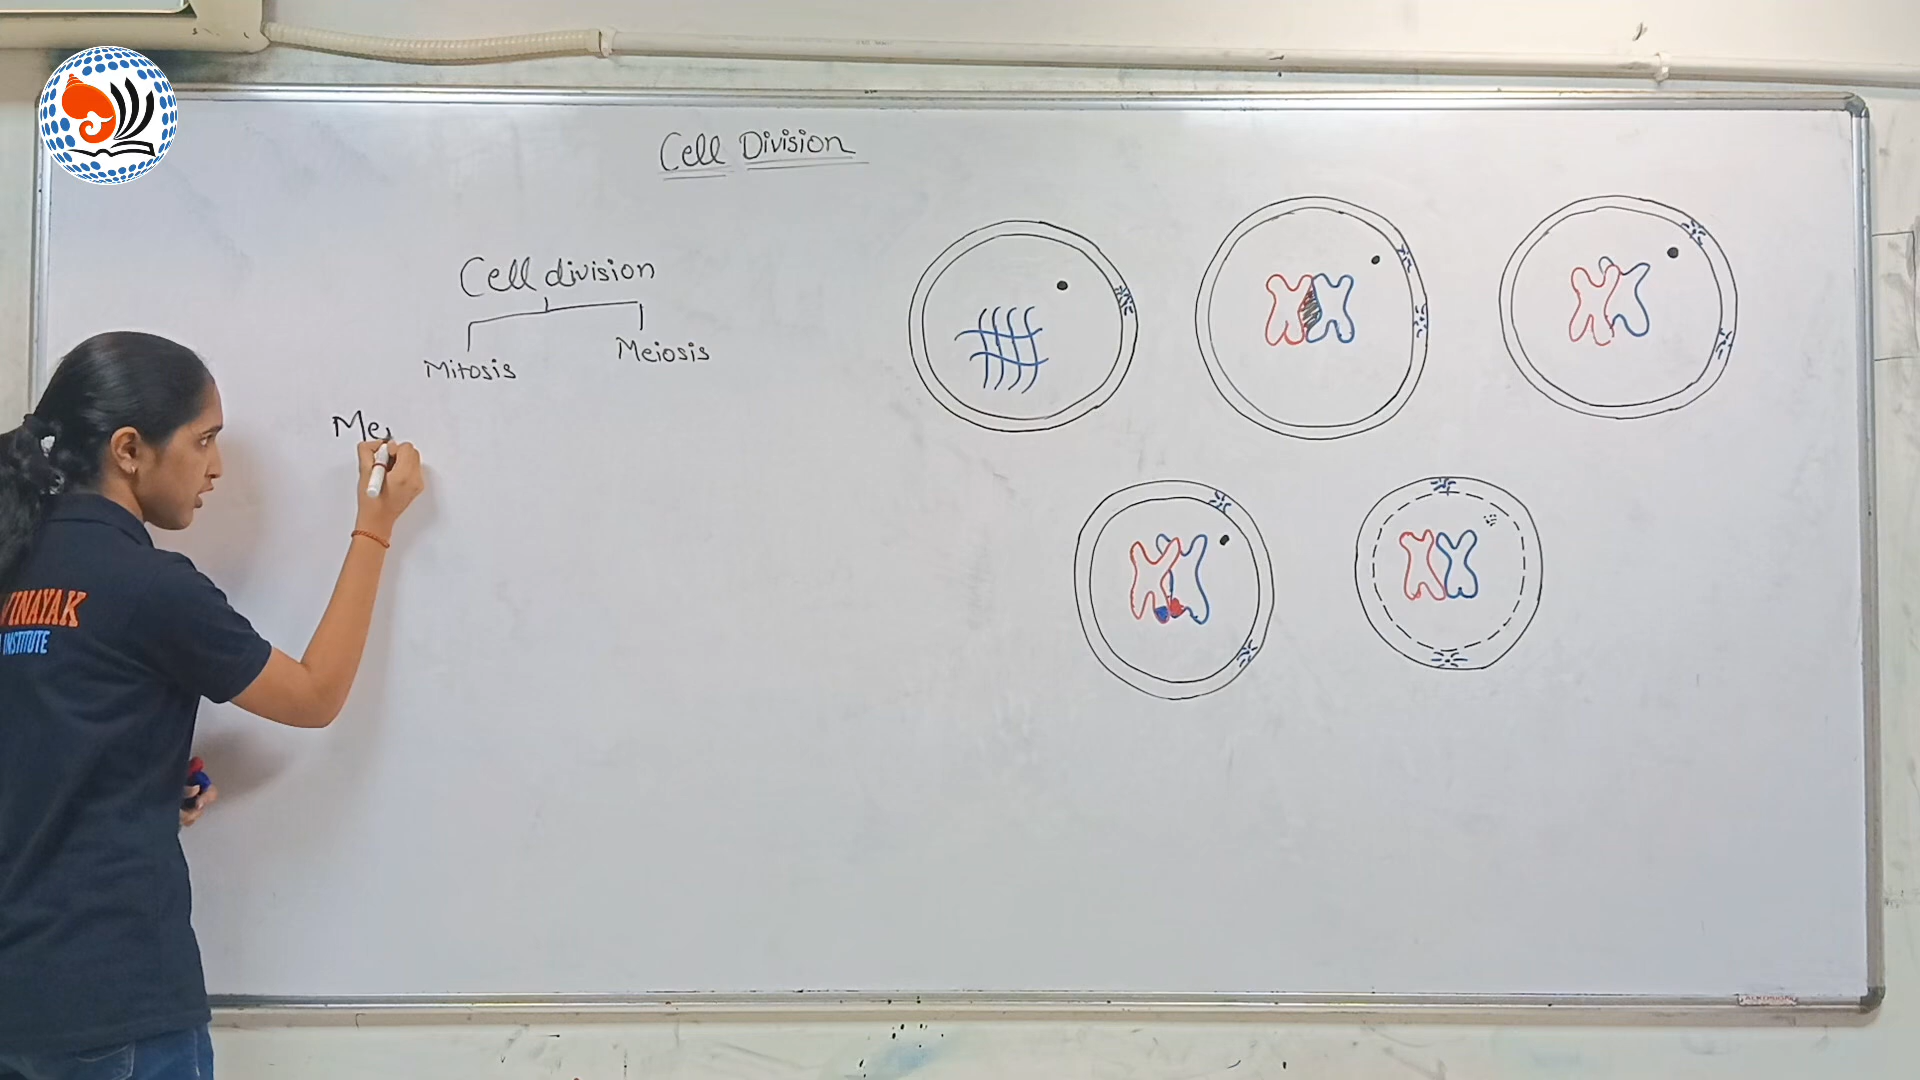 Cell Division
Cell division
Mitosis Meiosis
Me
VINAYAK
INSTITUTE